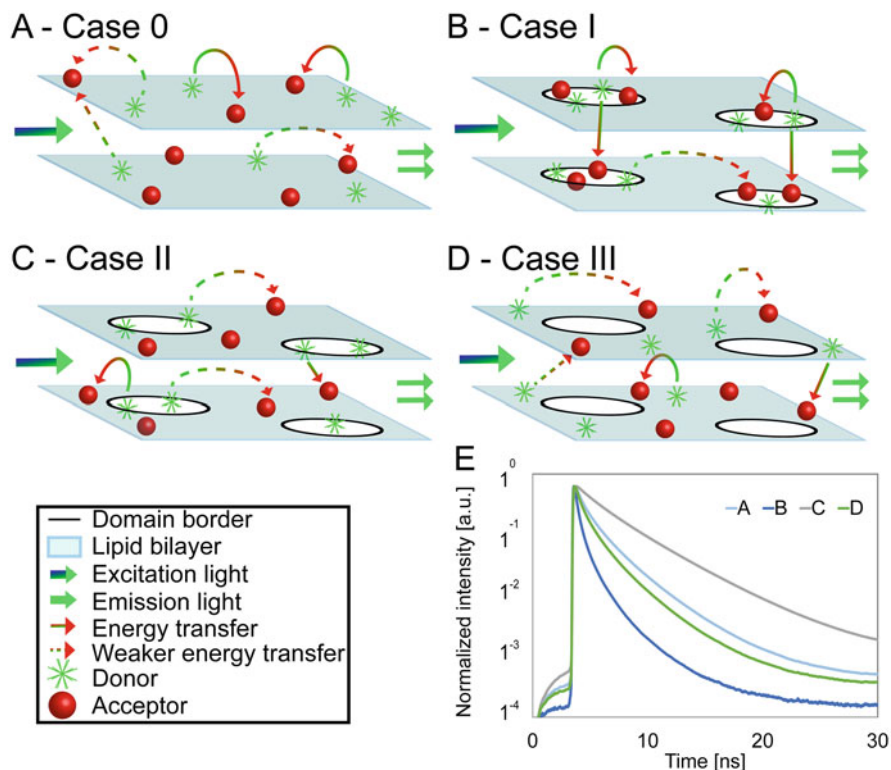 A - Case 0
B - Case I
C - Case II
D - Case III
Domain border
Lipid bilayer
Excitation light
Emission light
Energy transfer
Weaker energy transfer
Donor
Acceptor
E
Normalized intensity [a.u.]
1^0
1^-1
1^-2
1^-3
1^-4
A B C D
0 10 20 30
Time [ns]